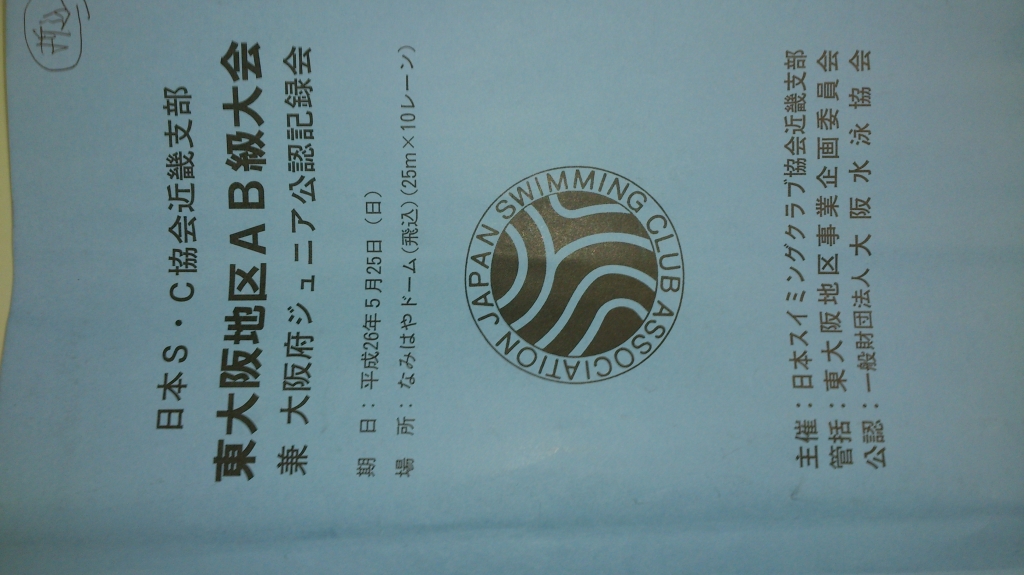 日本S・C協会近畿支部
東大阪地区AB級大会
兼 大阪府ジュニア公認記録会
期　日：平成26年5月25日（日）
場　所：なみはやドーム（飛込）（25m×10レーン）
JAPAN SWIMMING CLUB ASSOCIATION
主催：日本スイミングクラブ協会近畿支部
管括：東大阪地区事業企画委員会
公認：一般財団法人大阪水泳協会